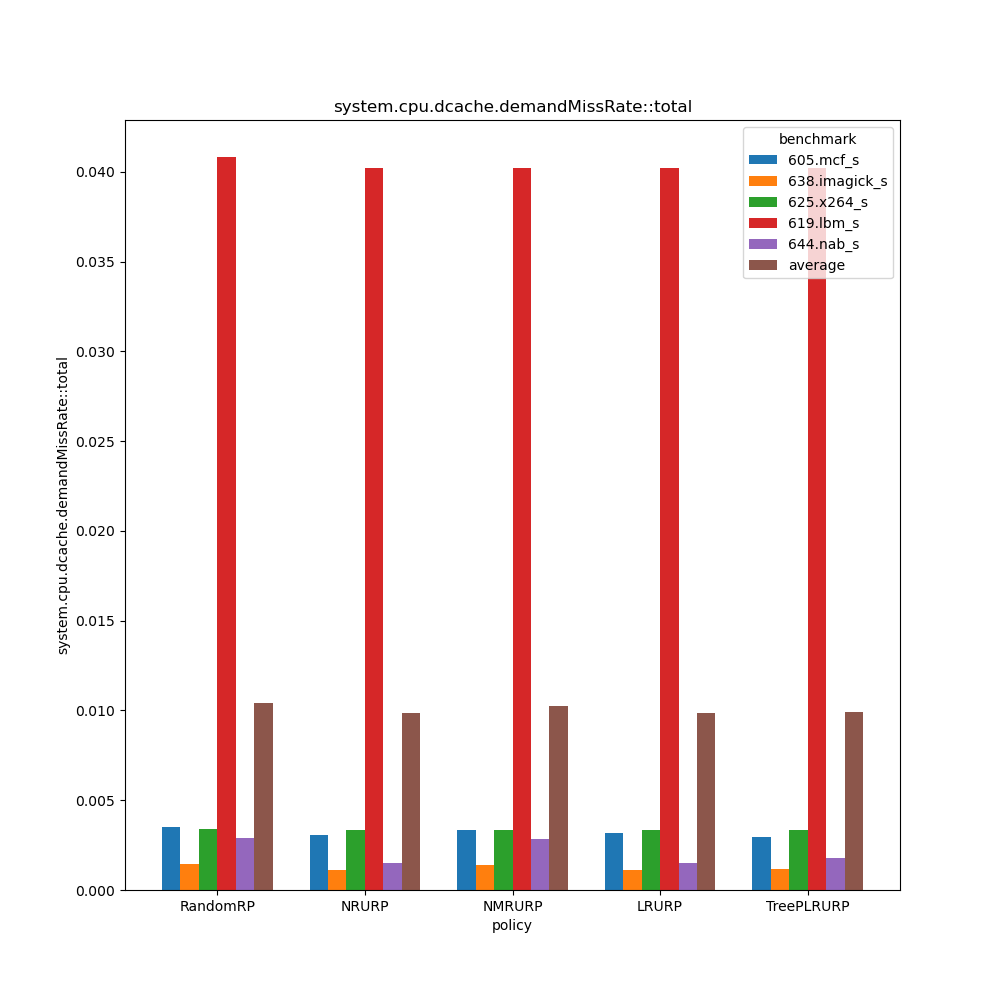 system.cpu.dcache.demandMissRate::total
benchmark
605.mcf_s
638.imagick_s
625.x264_s
619.lbm_s
644.nab_s
average
system.cpu.dcache.demandMissRate::total
0.040
0.035
0.030
0.025
0.020
0.015
0.010
0.005
0.000
RandomRP NRURP NMRURP LRURP TreePLRURP
policy